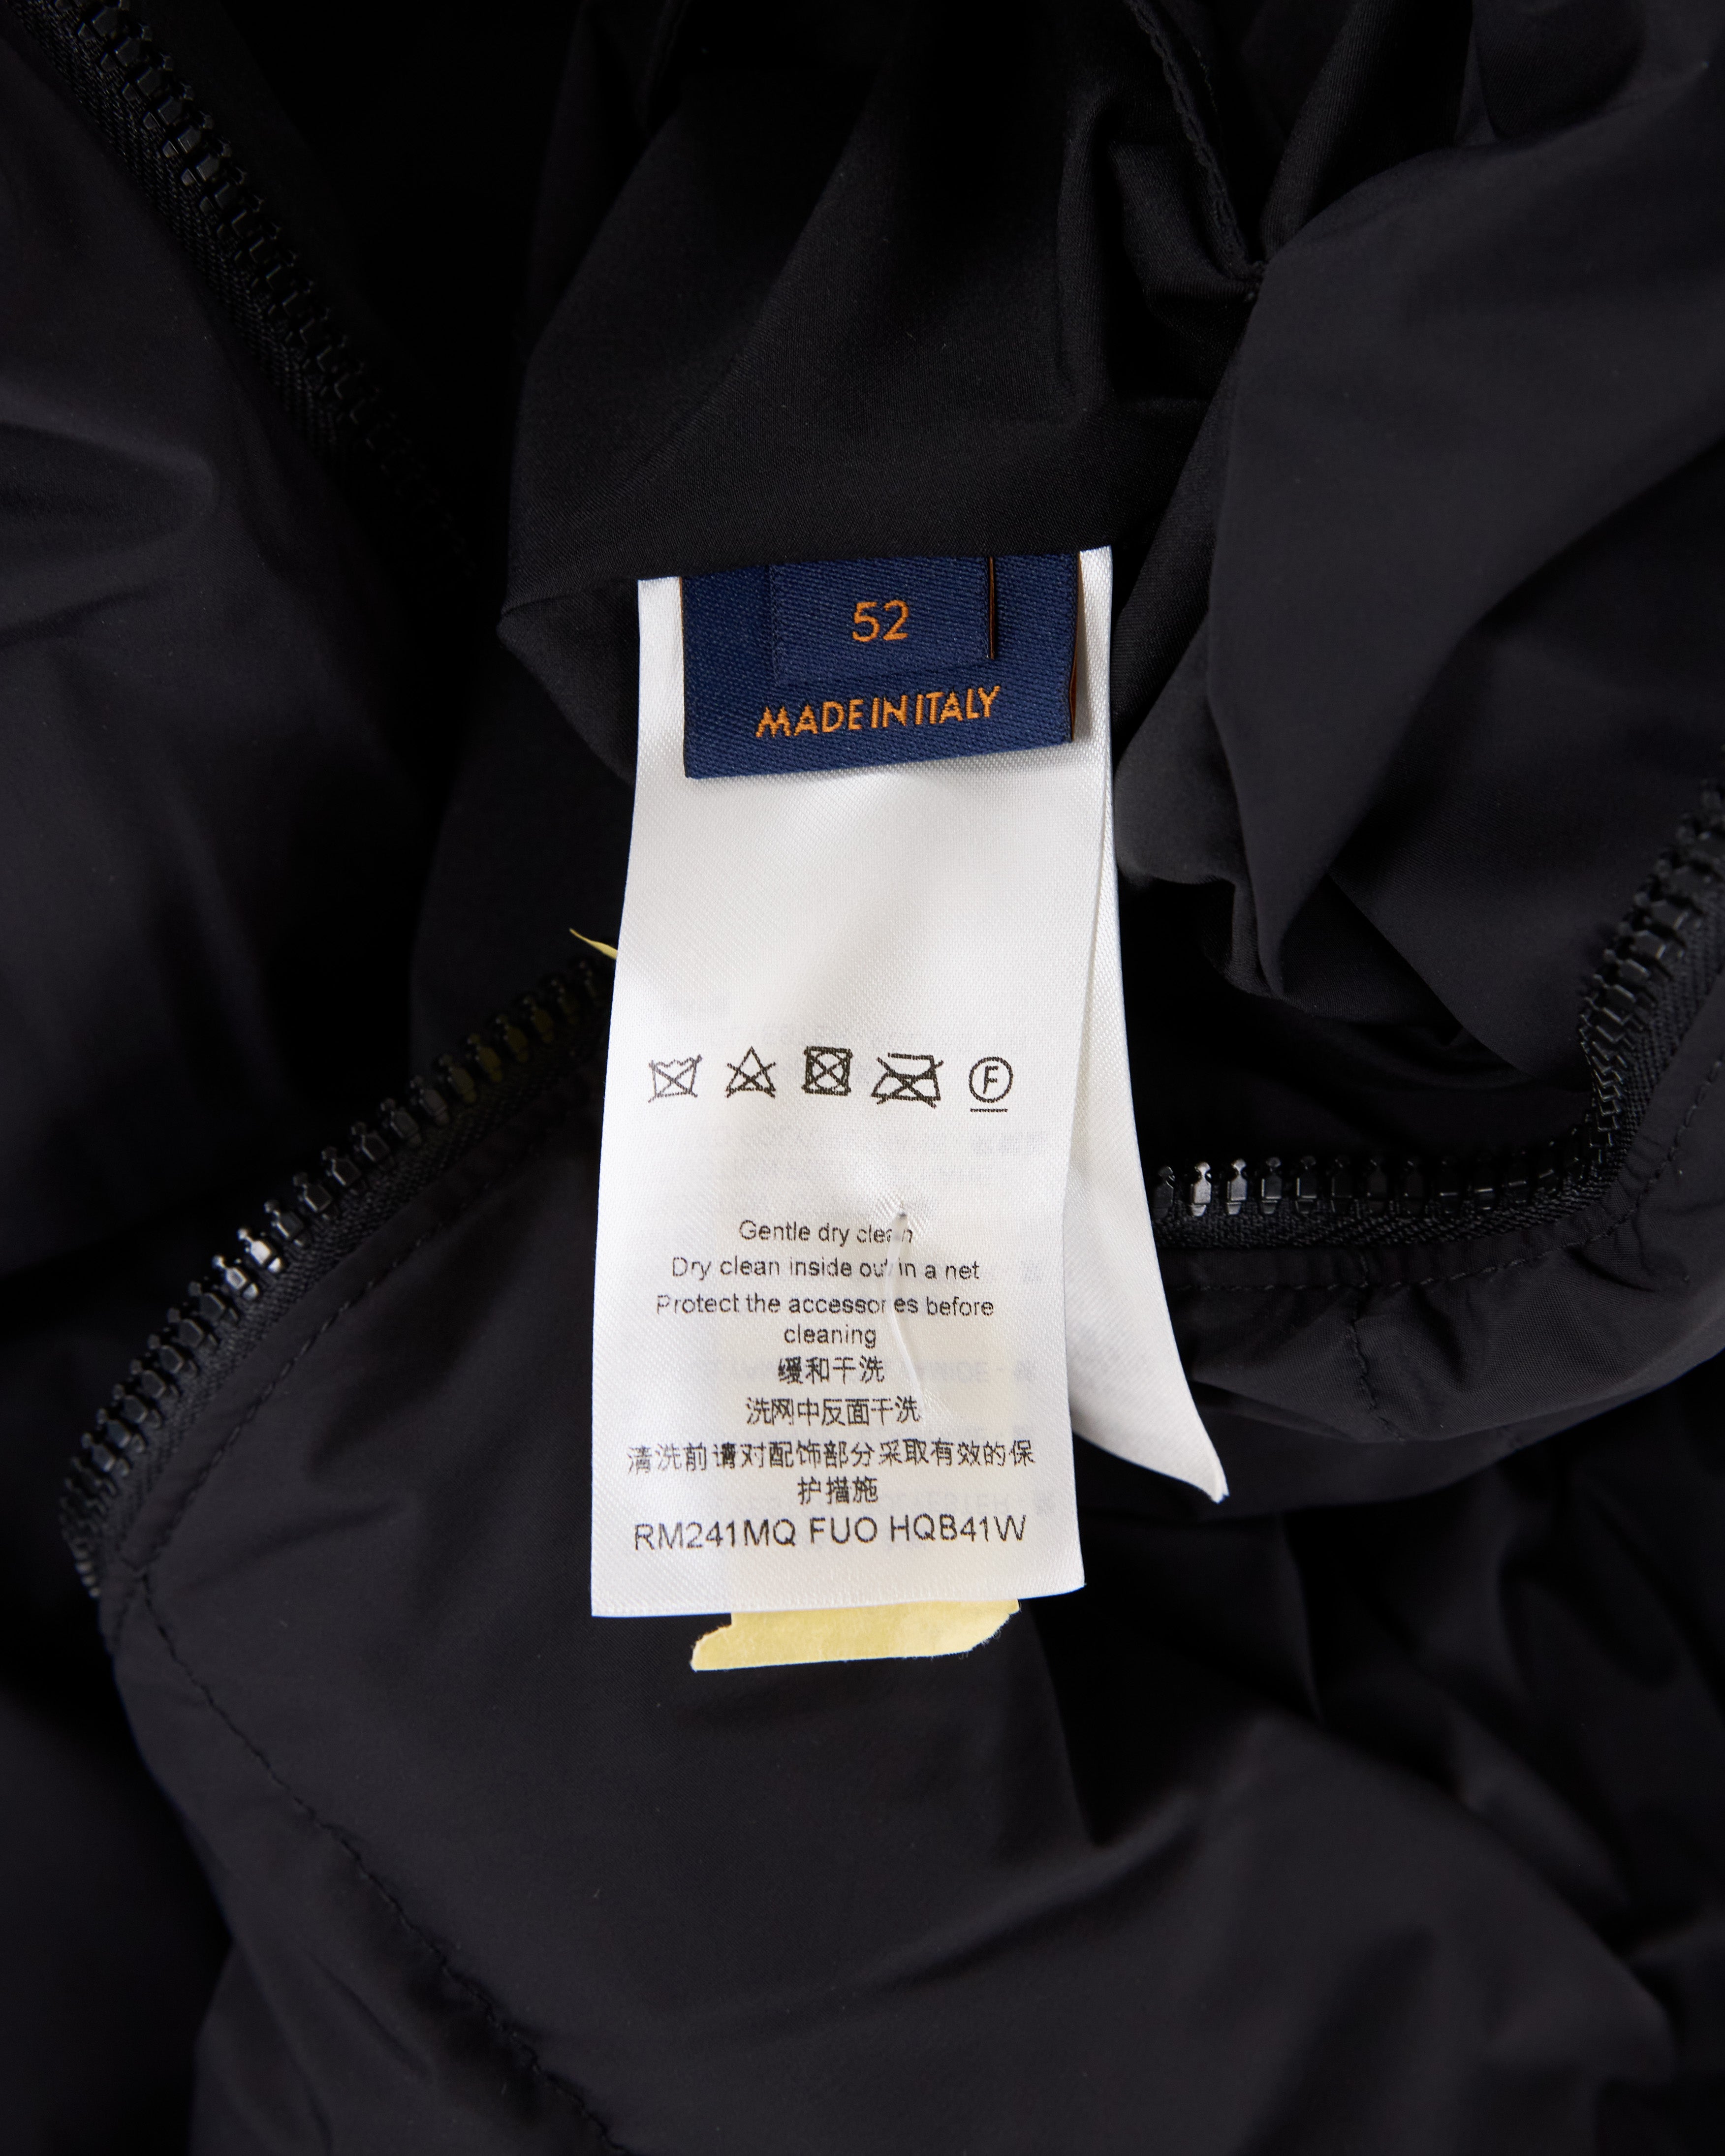 52
MADE IN ITALY
F
Gentle dry clean
Dry clean inside out in a net
Protect the accessories before
cleaning
缓和干洗
洗网中反面干洗
清洗前请对配饰部分采取有效的保
护措施
RM241MQ FUO HQB41W